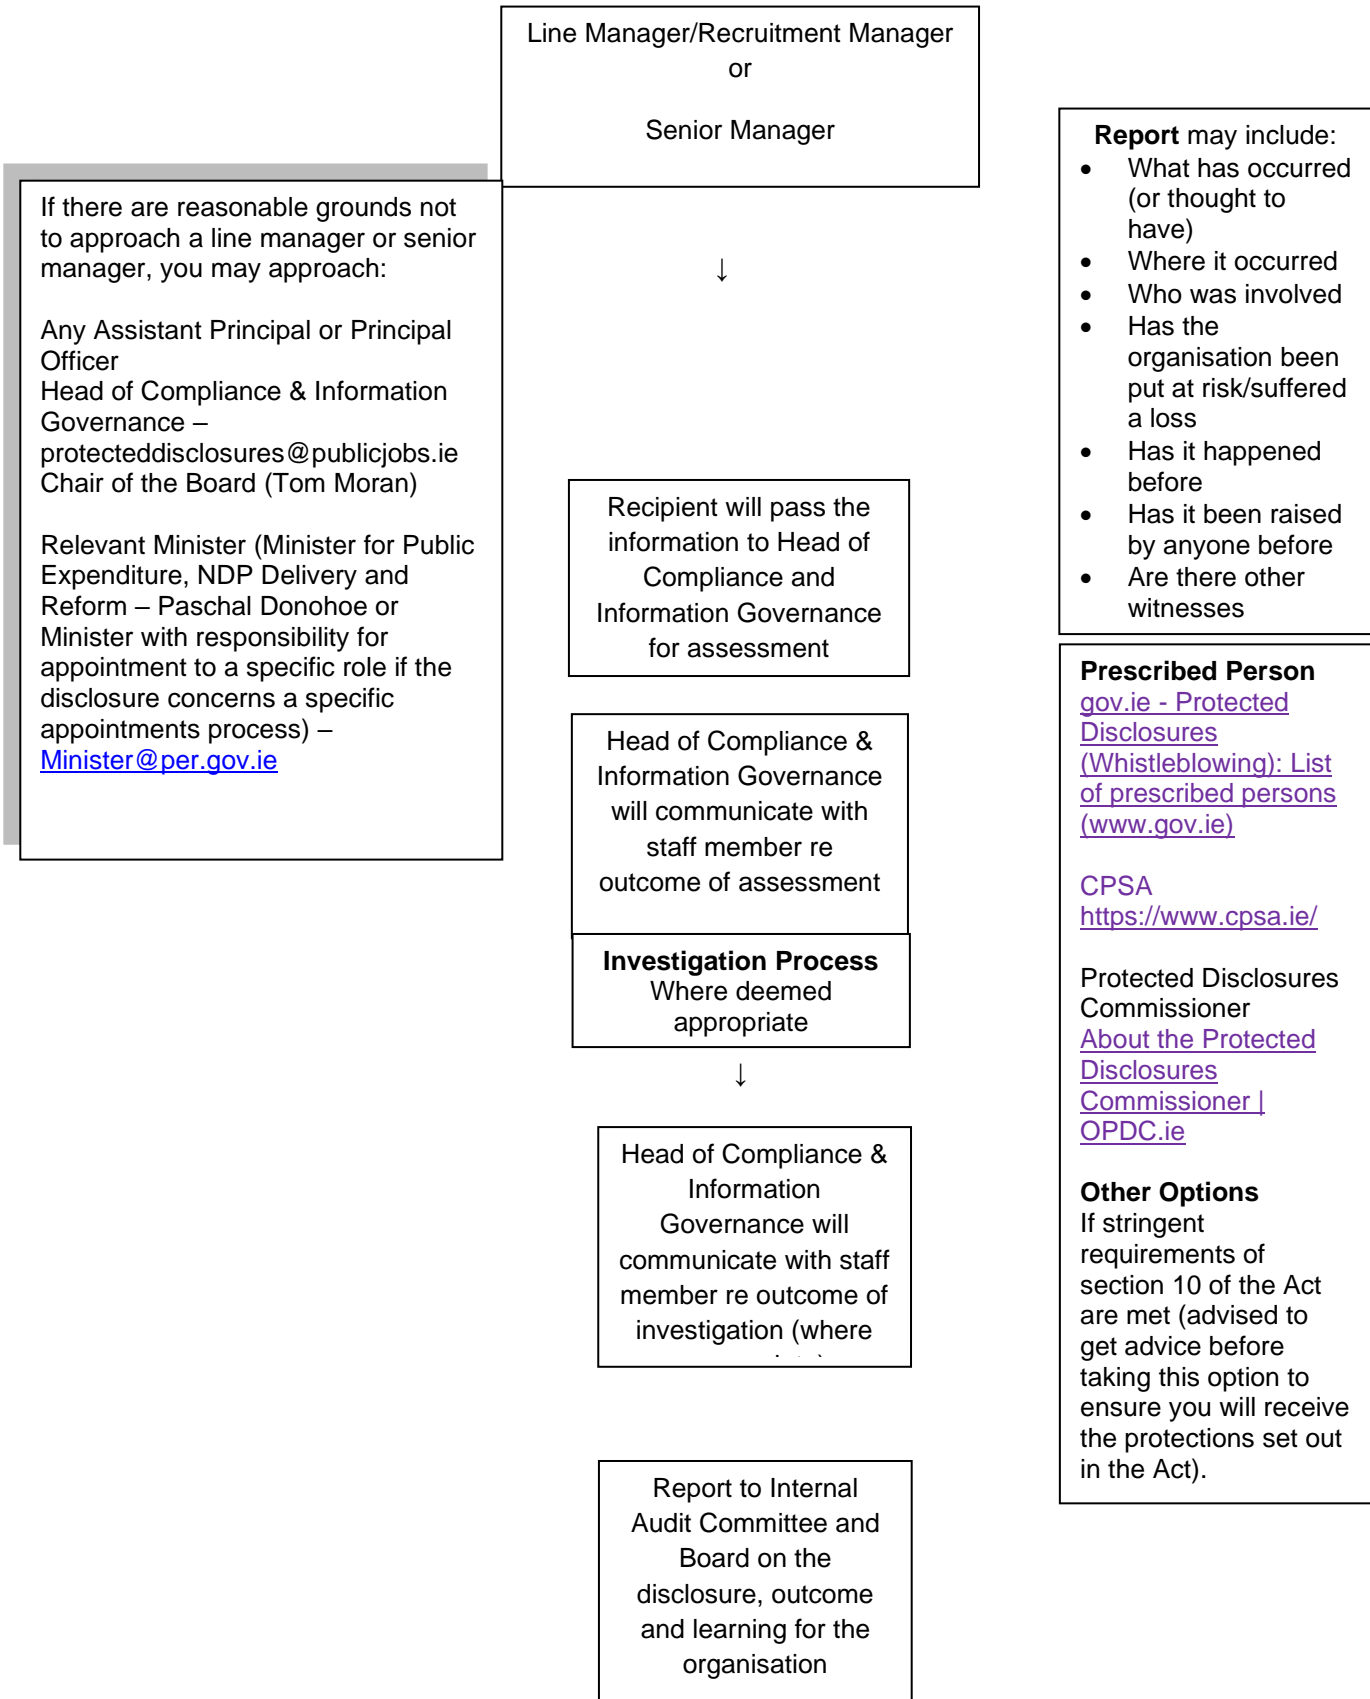 Line Manager/Recruitment Manager
or
Senior Manager
If there are reasonable grounds not
to approach a line manager or senior
manager, you may approach:
Any Assistant Principal or Principal
Officer
Head of Compliance & Information
Governance –
protecteddisclosures@publicjobs.ie
Chair of the Board (Tom Moran)
Relevant Minister (Minister for Public
Expenditure, NDP Delivery and
Reform – Paschal Donohoe or
Minister with responsibility for
appointment to a specific role if the
disclosure concerns a specific
appointments process) –
Minister@per.gov.ie
↓
Recipient will pass the
information to Head of
Compliance and
Information Governance
for assessment
Head of Compliance &
Information Governance
will communicate with
staff member re
outcome of assessment
Investigation Process
Where deemed
appropriate
↓
Head of Compliance &
Information
Governance will
communicate with staff
member re outcome of
investigation (where
Report to Internal
Audit Committee and
Board on the
disclosure, outcome
and learning for the
organisation
Report may include:
• What has occurred
(or thought to
have)
• Where it occurred
• Who was involved
• Has the
organisation been
put at risk/suffered
a loss
• Has it happened
before
• Has it been raised
by anyone before
• Are there other
witnesses
Prescribed Person
gov.ie - Protected
Disclosures
(Whistleblowing): List
of prescribed persons
(www.gov.ie)
CPSA
https://www.cpsa.ie/
Protected Disclosures
Commissioner
About the Protected
Disclosures
Commissioner |
OPDC.ie
Other Options
If stringent
requirements of
section 10 of the Act
are met (advised to
get advice before
taking this option to
ensure you will receive
the protections set out
in the Act).